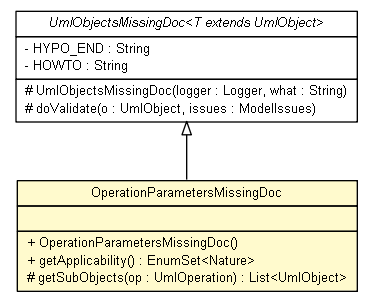 UmlObjectsMissingDoc<T extends UmlObject>
- HYPO_END : String
- HOWTO : String
# UmlObjectsMissingDoc(logger : Logger, what : String)
# doValidate(o : UmlObject, issues : ModelIssues)
OperationParametersMissingDoc
+ OperationParametersMissingDoc()
+ getApplicability() : EnumSet<Nature>
# getSubObjects(op : UmlOperation) : List<UmlObject>